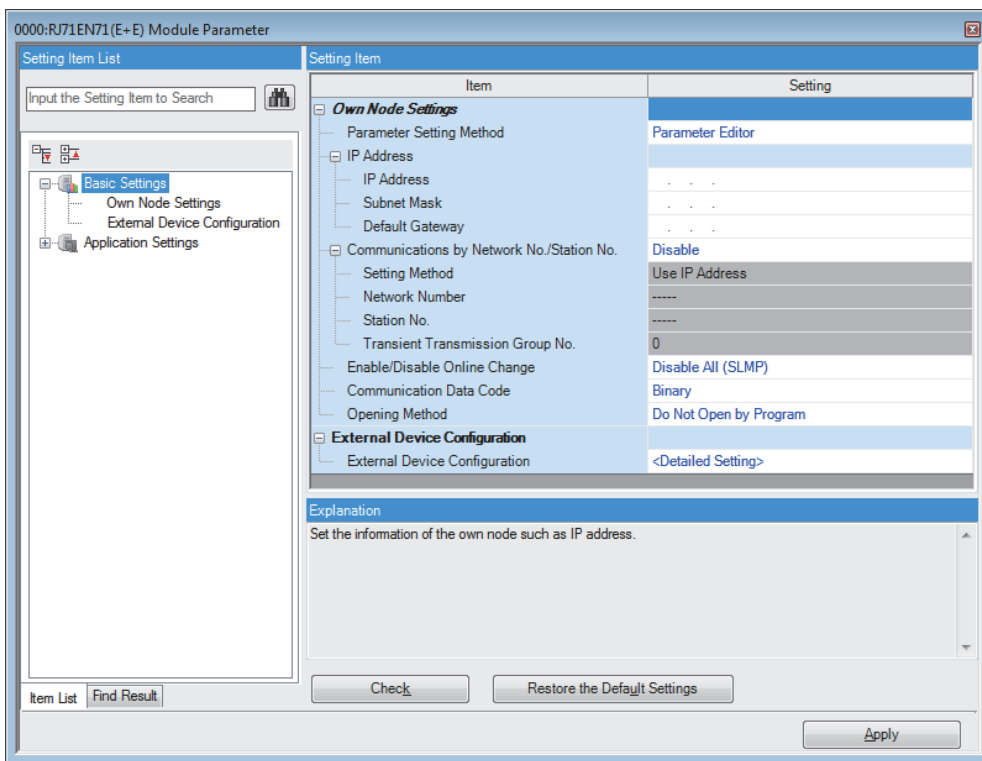 0000:RJ71EN71(E+E) Module Parameter
Setting Item List
Input the Setting Item to Search
Basic Settings
Own Node Settings
External Device Configuration
Application Settings
Item List Find Result
Setting Item
Item Setting
Own Node Settings
Parameter Setting Method Parameter Editor
IP Address
IP Address . . .
Subnet Mask . . .
Default Gateway . . .
Communications by Network No./Station No. Disable
Setting Method Use IP Address
Network Number -----
Station No. -----
Transient Transmission Group No. 0
Enable/Disable Online Change Disable All (SLMP)
Communication Data Code Binary
Opening Method Do Not Open by Program
External Device Configuration
External Device Configuration <Detailed Setting>
Explanation
Set the information of the own node such as IP address.
Check Restore the Default Settings
Apply